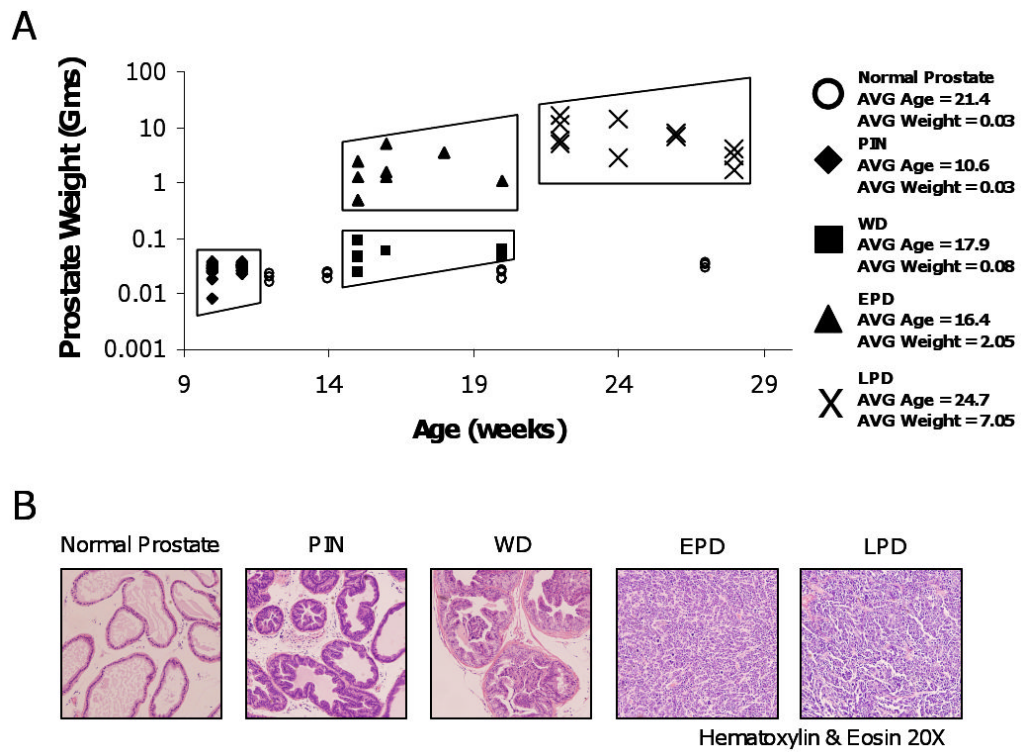 A
Prostate Weight (Gms)
100
10
1
0.1
0.01
0.001
9
14
19
24
29
Age (weeks)
Normal Prostate
AVG Age = 21.4
AVG Weight = 0.03
PIN
AVG Age = 10.6
AVG Weight = 0.03
WD
AVG Age = 17.9
AVG Weight = 0.08
EPD
AVG Age = 16.4
AVG Weight = 2.05
LPD
AVG Age = 24.7
AVG Weight = 7.05
B
Normal Prostate
PIN
WD
EPD
LPD
Hematoxylin & Eosin 20X